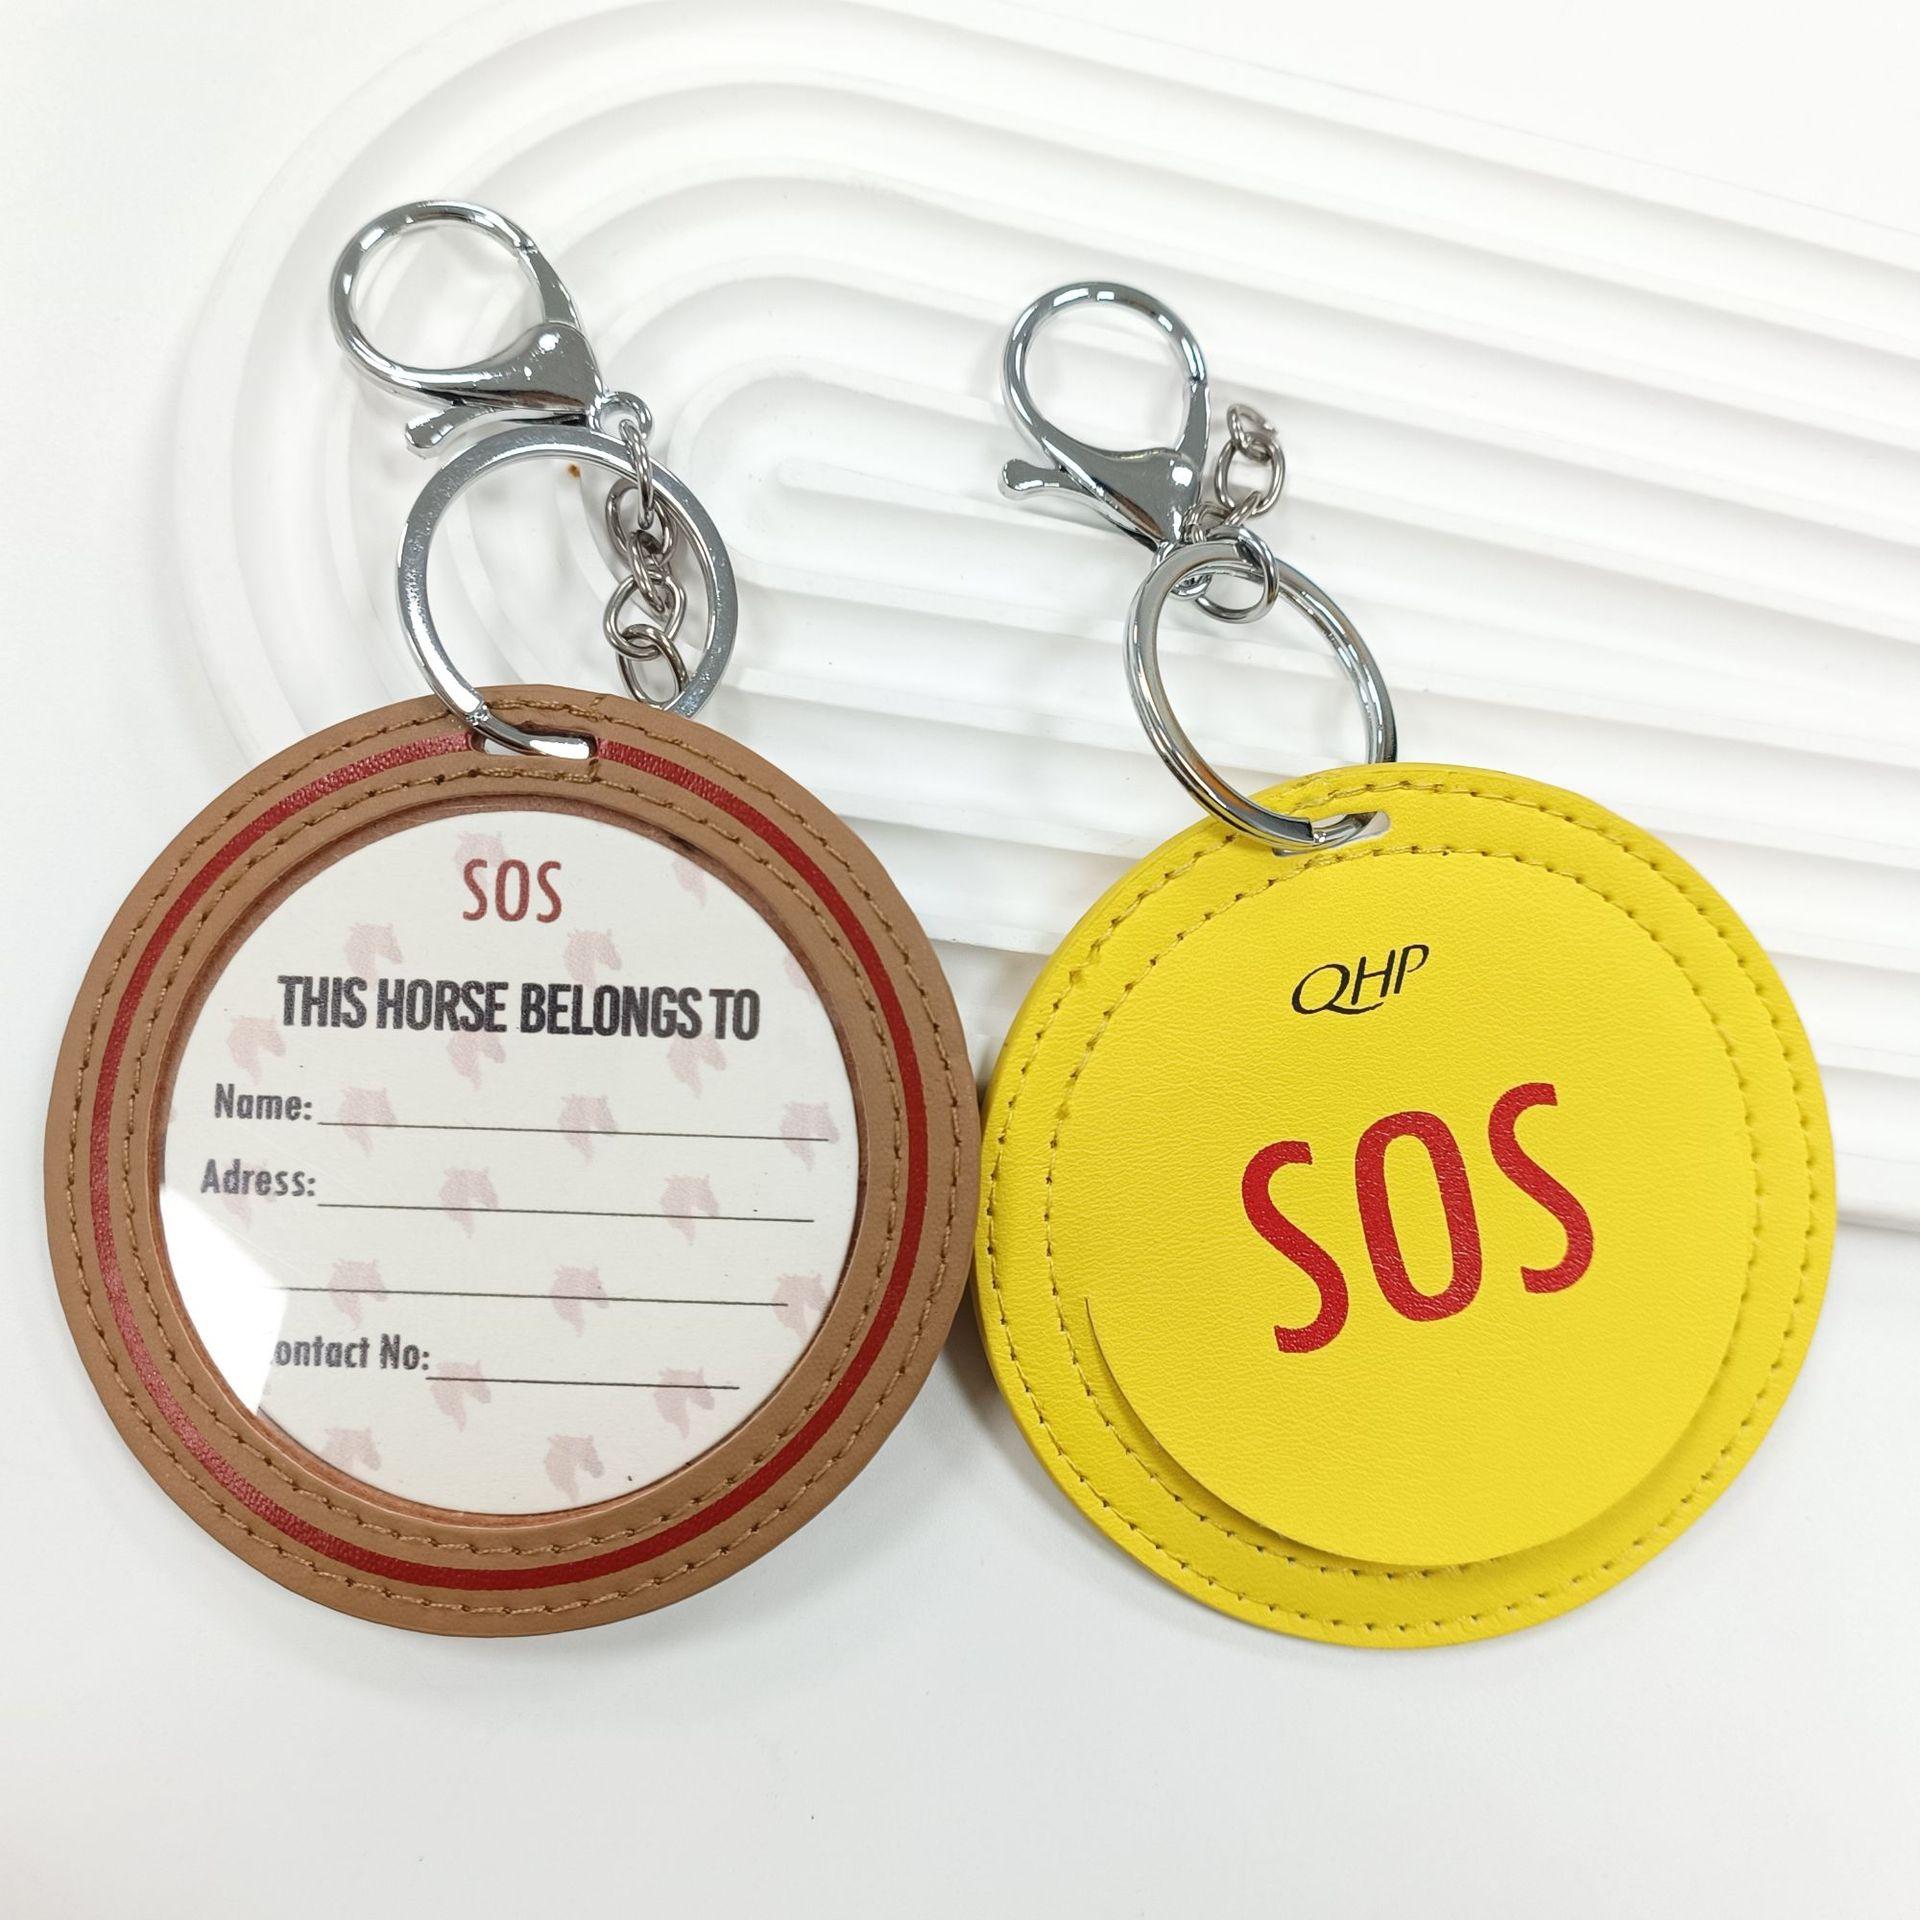 SOS
THIS HORSE BELONGS TO
Name:
Adress:
ontact No:
QHP
SOS